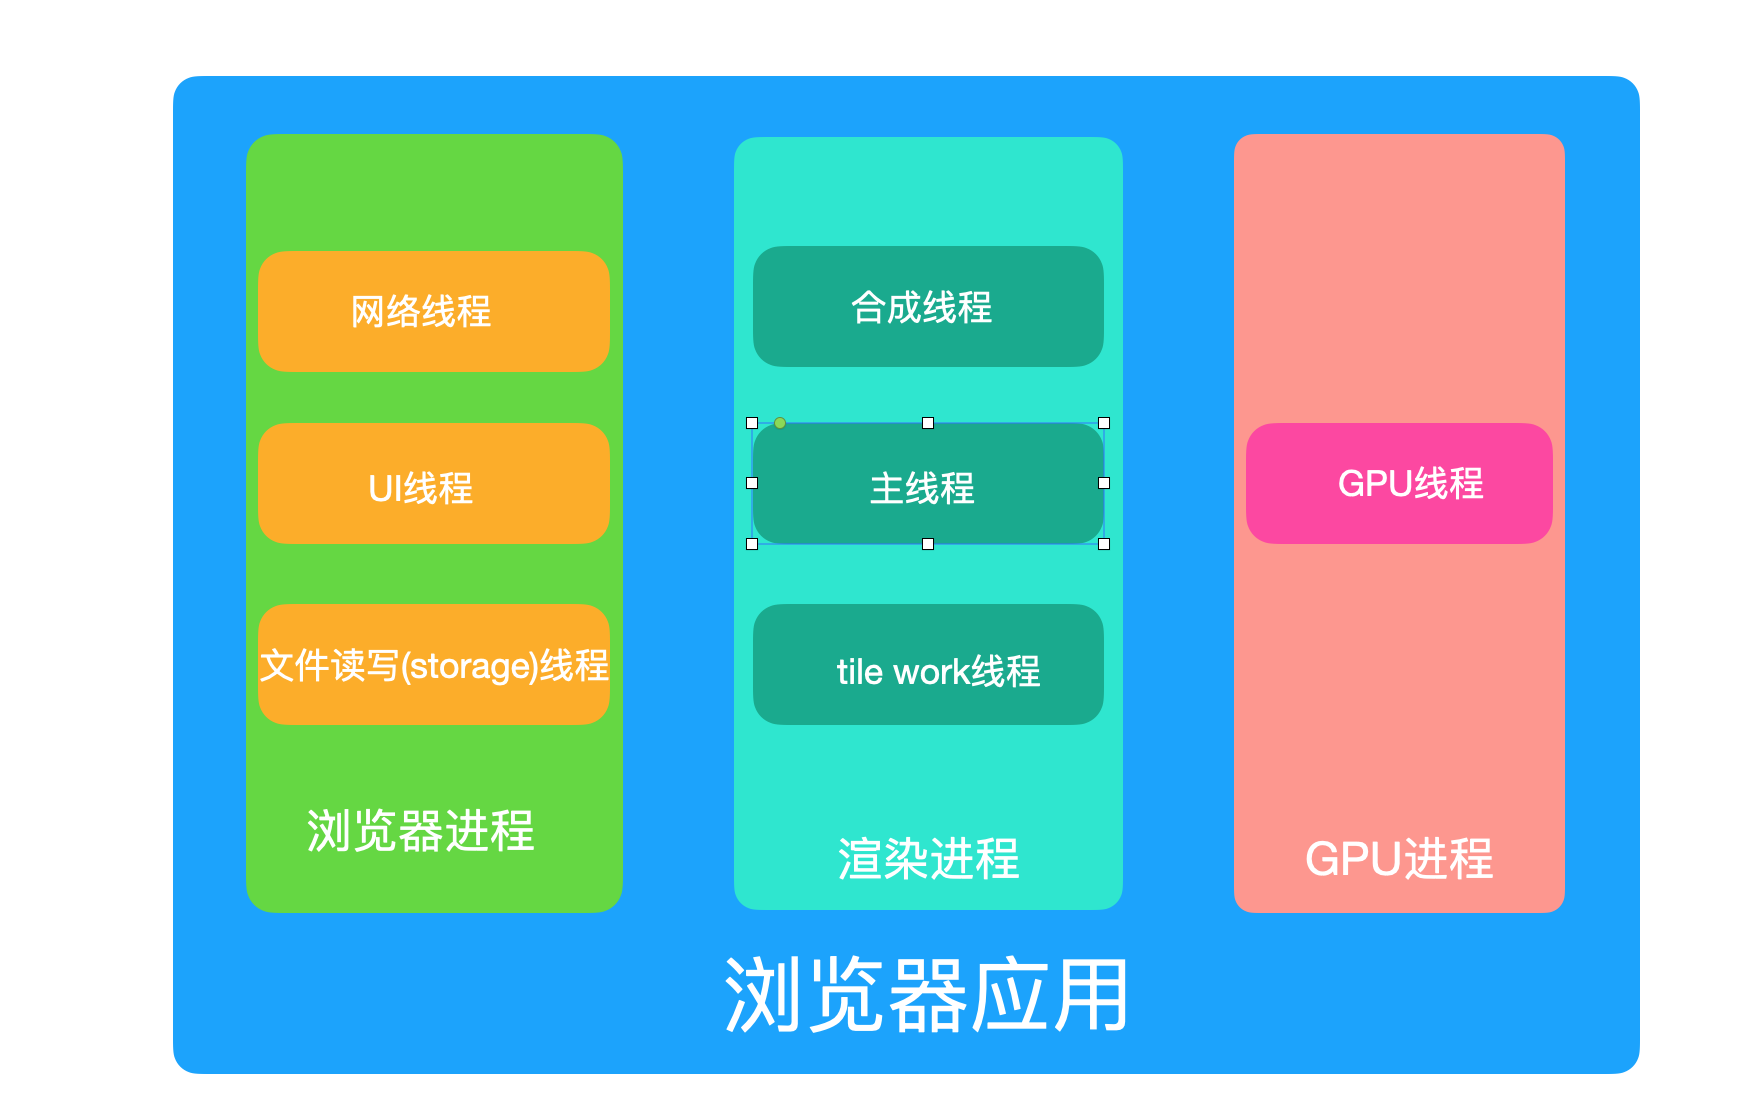 网络线程
UI线程
文件读写(storage)线程
浏览器进程
合成线程
主线程
tile work线程
渲染进程
GPU线程
GPU进程
浏览器应用